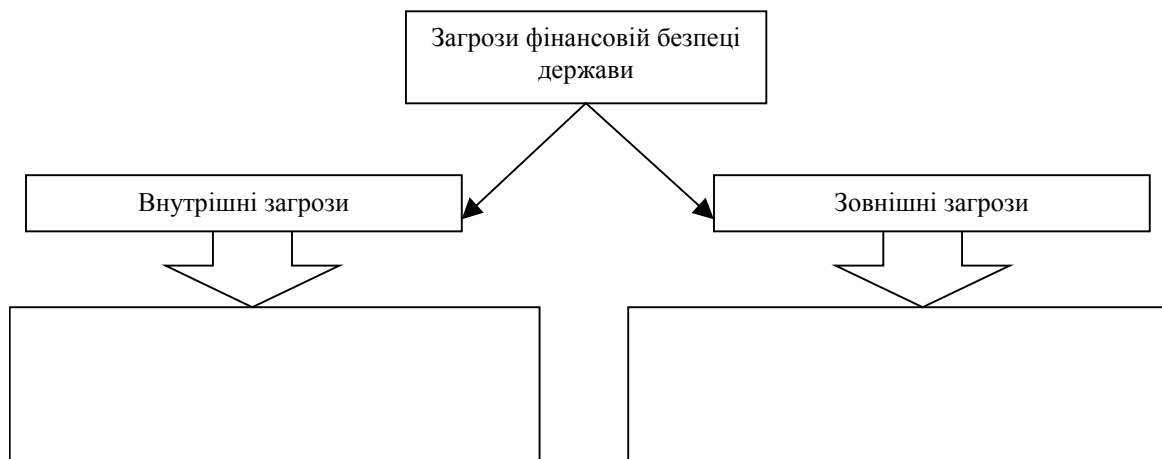 Загрози фінансовій безпеці
держави
Внутрішні загрози
Зовнішні загрози